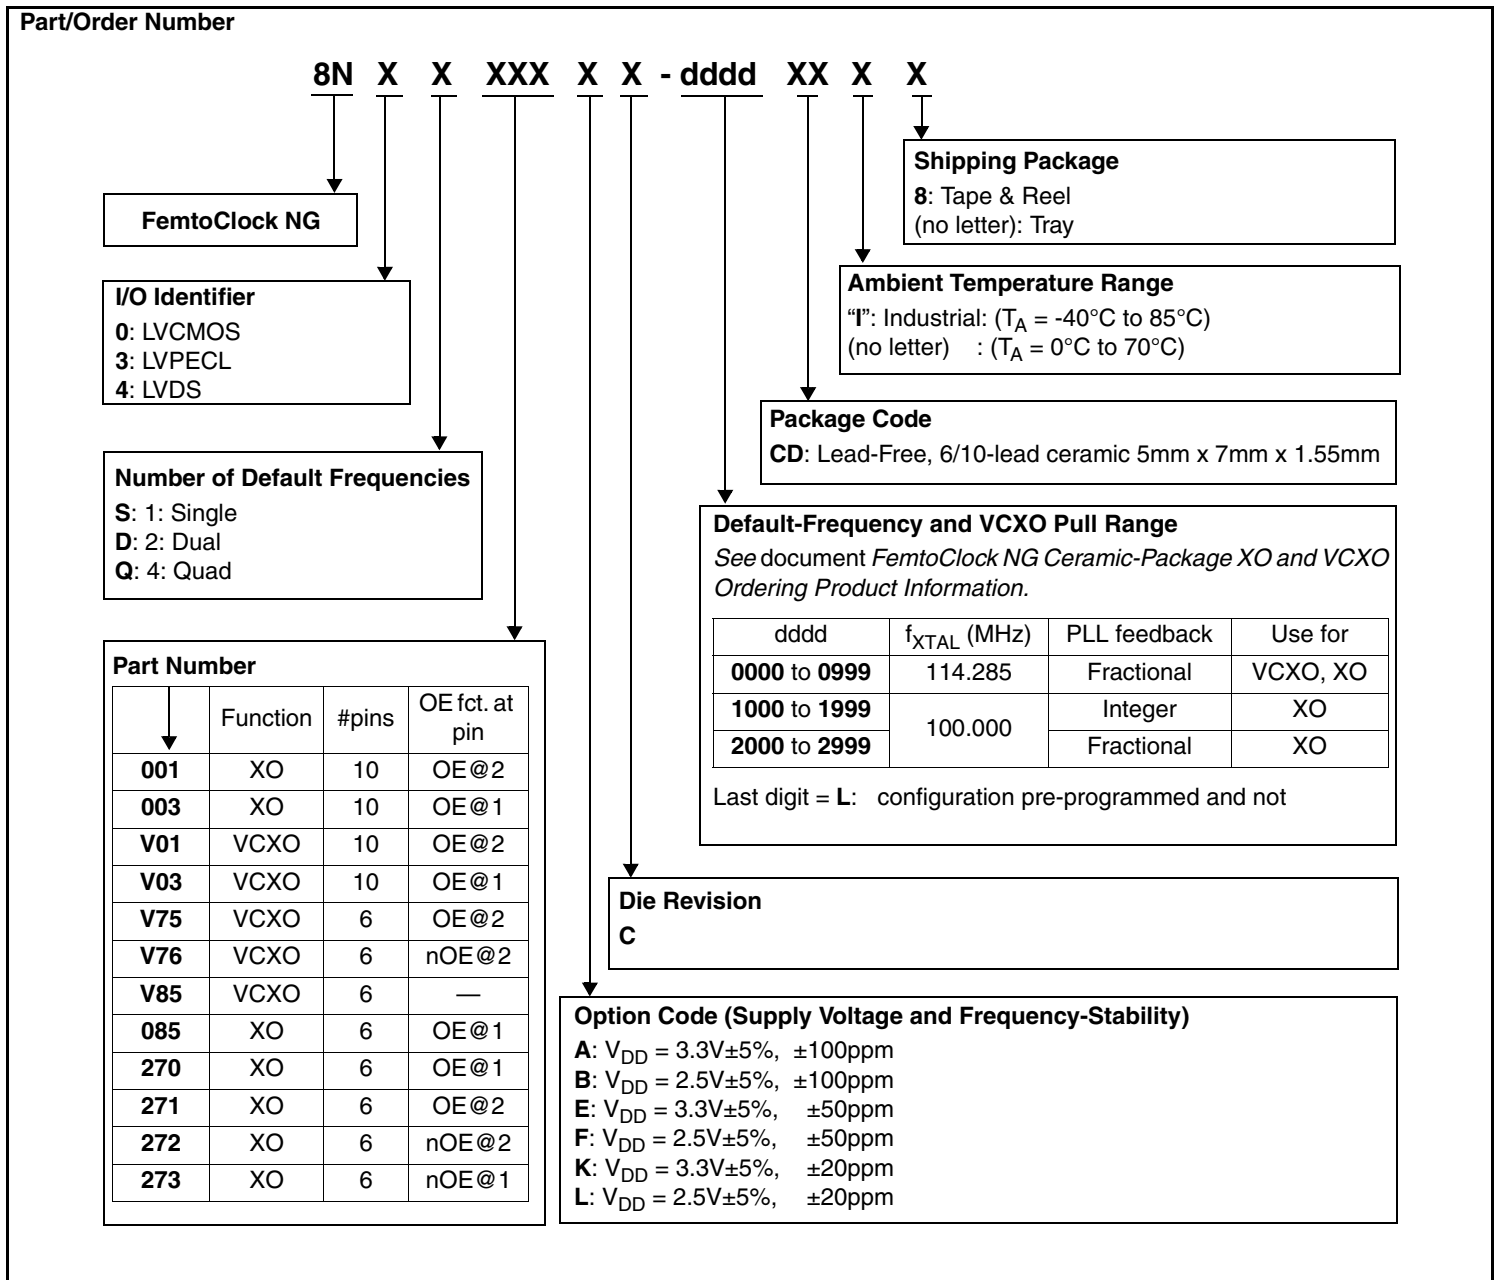 Part/Order Number
8N X X XXX X X - dddd XX X X
Shipping Package
8: Tape & Reel
(no letter): Tray
FemtoClock NG
Ambient Temperature Range
“I”: Industrial: (TA = -40°C to 85°C)
(no letter) : (TA = 0°C to 70°C)
I/O Identifier
0: LVCMOS
3: LVPECL
4: LVDS
Package Code
CD: Lead-Free, 6/10-lead ceramic 5mm x 7mm x 1.55mm
Number of Default Frequencies
S: 1: Single
D: 2: Dual
Q: 4: Quad
Default-Frequency and VCXO Pull Range
See document FemtoClock NG Ceramic-Package XO and VCXO
Ordering Product Information.
dddd fXTAL (MHz) PLL feedback Use for
0000 to 0999 114.285 Fractional VCXO, XO
1000 to 1999 100.000 Integer XO
2000 to 2999 Fractional XO
Last digit = L: configuration pre-programmed and not
Part Number
Function #pins OE fct. at
pin
001 XO 10 OE@2
003 XO 10 OE@1
V01 VCXO 10 OE@2
V03 VCXO 10 OE@1
V75 VCXO 6 OE@2
V76 VCXO 6 nOE@2
V85 VCXO 6 —
085 XO 6 OE@1
270 XO 6 OE@1
271 XO 6 OE@2
272 XO 6 nOE@2
273 XO 6 nOE@1
Die Revision
C
Option Code (Supply Voltage and Frequency-Stability)
A: VDD = 3.3V±5%, ±100ppm
B: VDD = 2.5V±5%, ±100ppm
E: VDD = 3.3V±5%, ±50ppm
F: VDD = 2.5V±5%, ±50ppm
K: VDD = 3.3V±5%, ±20ppm
L: VDD = 2.5V±5%, ±20ppm